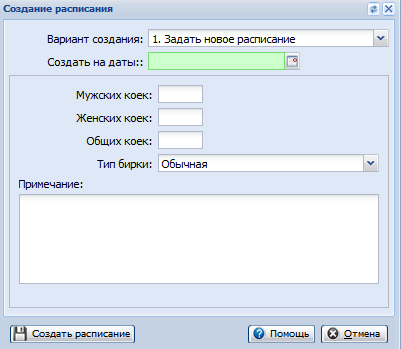 Создание расписания
Вариант создания: 1. Задать новое расписание
Создать на даты::
Мужских коек:
Женских коек:
Общих коек:
Тип бирки: Обычная
Примечание:
Создать расписание Помощь Отмена